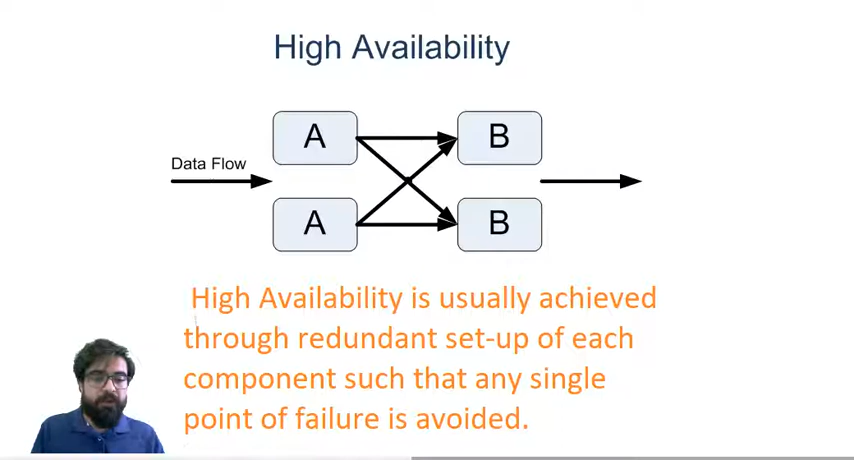 High Availability
A
B
Data Flow
A
B
High Availability is usually achieved
through redundant set-up of each
component such that any single
point of failure is avoided.